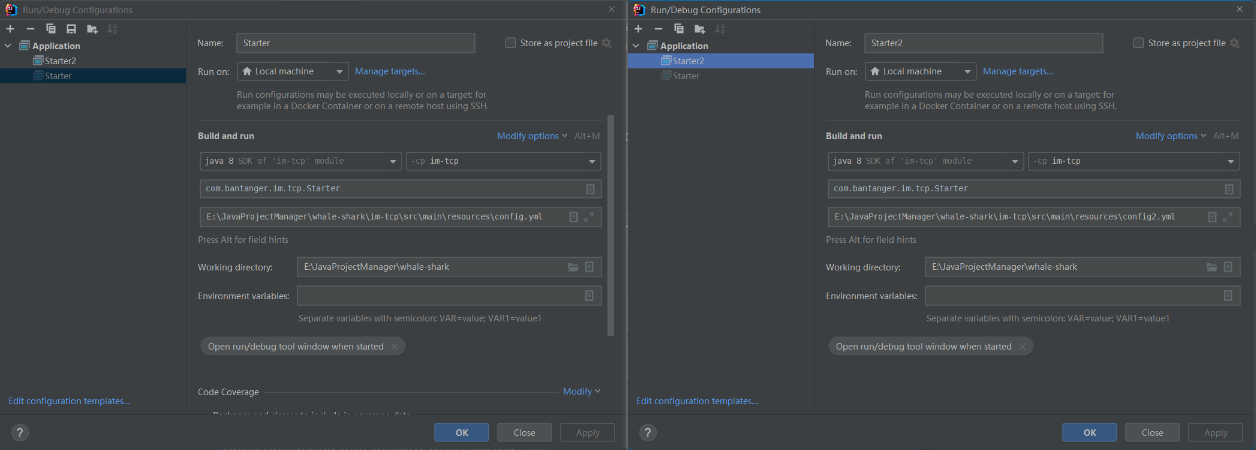 Run/Debug Configurations
Application
Starter2
Starter
Edit configuration templates...
Name: Starter Store as project file
Run on: Local machine Manage targets...
Run configurations may be executed locally or on a target: for
example in a Docker Container or on a remote host using SSH.
Build and run Modify options Alt+M
java 8 SDK of 'im-tcp' module -cp im-tcp
com.bantanger.im.tcp.Starter
E:\JavaProjectManager\whale-shark\im-tcp\src\main\resources\config.yml
Press Alt for field hints
Working directory: E:\JavaProjectManager\whale-shark
Environment variables:
Separate variables with semicolon: VAR=value; VAR1=value1
Open run/debug tool window when started ×
Code Coverage Modify
? OK Close Apply
Run/Debug Configurations
Application
Starter2
Starter
Edit configuration templates...
Name: Starter2 Store as project file
Run on: Local machine Manage targets...
Run configurations may be executed locally or on a target: for
example in a Docker Container or on a remote host using SSH.
Build and run Modify options Alt+M
java 8 SDK of 'im-tcp' module -cp im-tcp
com.bantanger.im.tcp.Starter
E:\JavaProjectManager\whale-shark\im-tcp\src\main\resources\config2.yml
Press Alt for field hints
Working directory: E:\JavaProjectManager\whale-shark
Environment variables:
Separate variables with semicolon: VAR=value; VAR1=value1
Open run/debug tool window when started ×
? OK Close Apply